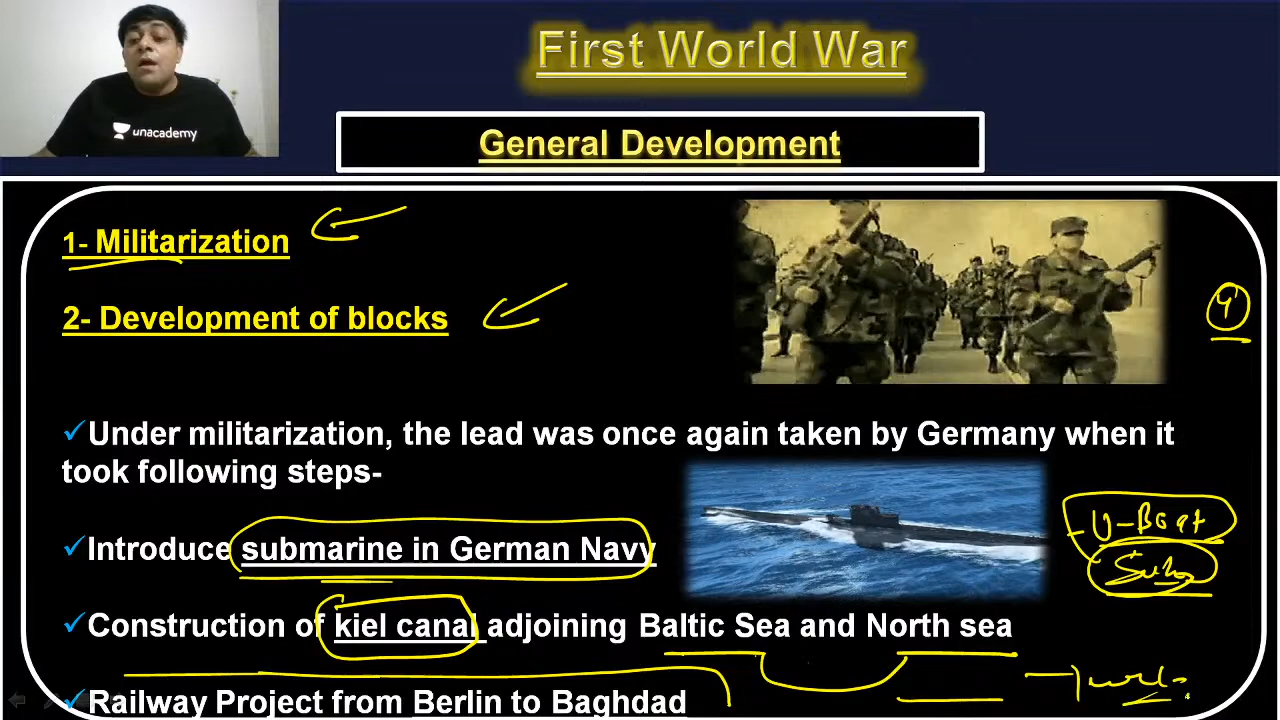 First World War
unacademy
General Development
1- Militarization
2- Development of blocks
✓Under militarization, the lead was once again taken by Germany when it
took following steps-
✓Introduce submarine in German Navy
U-Boat
✓Construction of kiel canal adjoining Baltic Sea and North sea
✓Railway Project from Berlin to Baghdad